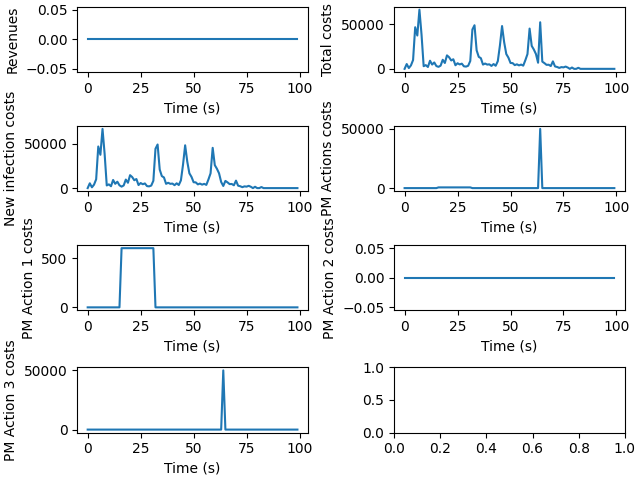 Revenues
0.05
0.00
−0.05
0 25 50 75 100
Time (s)
Total costs
50000
0
0 25 50 75 100
Time (s)
New infection costs
50000
0
0 25 50 75 100
Time (s)
PM Actions costs
50000
0
0 25 50 75 100
Time (s)
PM Action 1 costs
500
0
0 25 50 75 100
Time (s)
PM Action 2 costs
0.05
0.00
−0.05
0 25 50 75 100
Time (s)
PM Action 3 costs
50000
0
0 25 50 75 100
Time (s)
1.0
0.5
0.0
0.0 0.2 0.4 0.6 0.8 1.0